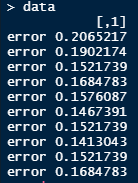 > data
[,1]
error 0.2065217
error 0.1902174
error 0.1521739
error 0.1684783
error 0.1576087
error 0.1467391
error 0.1521739
error 0.1413043
error 0.1521739
error 0.1684783